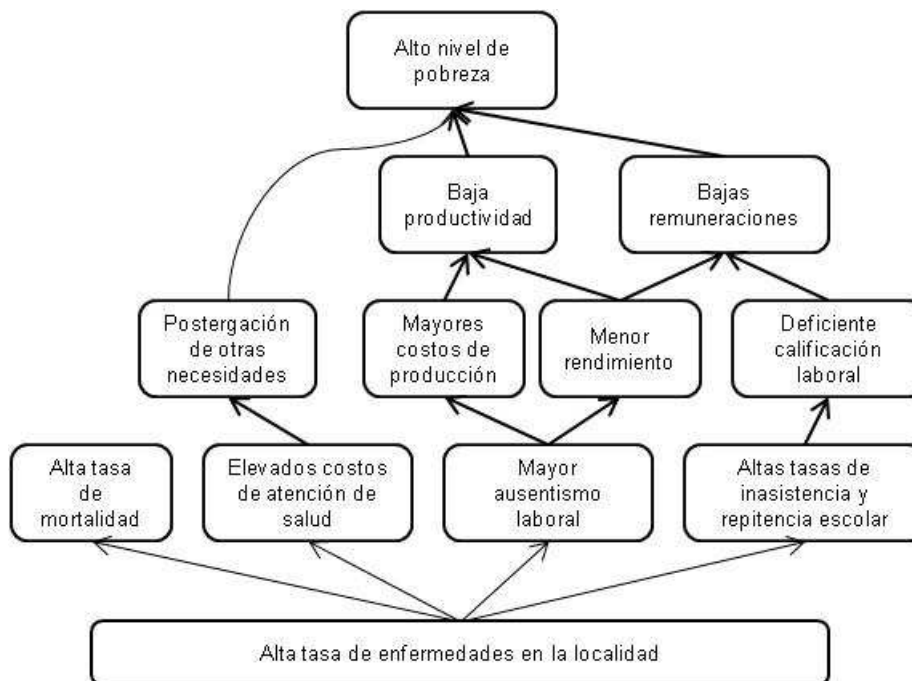 Alto nivel de
pobreza
Baja
productividad
Bajas
remuneraciones
Postergación
de otras
necesidades
Mayores
costos de
producción
Menor
rendimiento
Deficiente
calificación
laboral
Alta tasa
de
mortalidad
Elevados costos
de atención de
salud
Mayor
ausentismo
laboral
Altas tasas de
inasistencia y
repitencia escolar
Alta tasa de enfermedades en la localidad